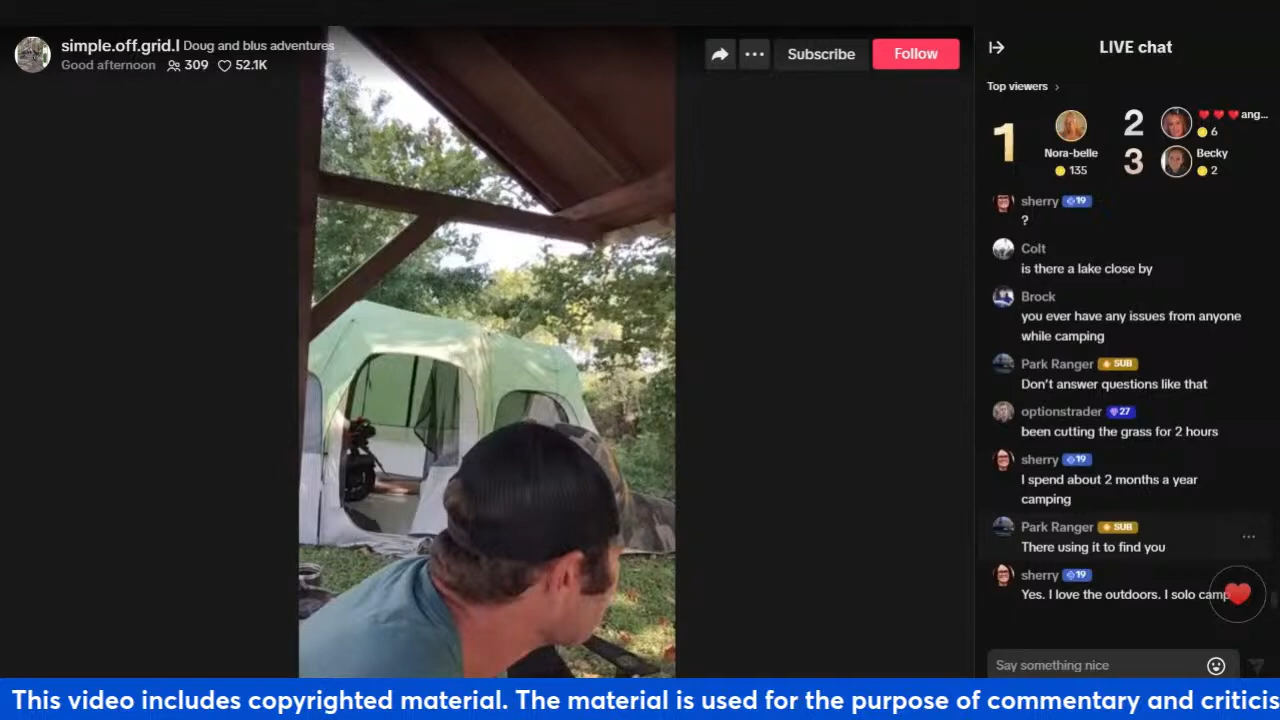 simple.off.grid.l Doug and blus adventures
Good afternoon 309 52.1K
Subscribe
Follow
LIVE chat
Top viewers
1
Nora-belle
135
2
ang...
6
3
Becky
2
sherry 19
?
Colt
is there a lake close by
Brock
you ever have any issues from anyone
while camping
Park Ranger SUB
Don't answer questions like that
optionstrader 27
been cutting the grass for 2 hours
sherry 19
I spend about 2 months a year
camping
Park Ranger SUB
There using it to find you
sherry 19
Yes. I love the outdoors. I solo camp
Say something nice
This video includes copyrighted material. The material is used for the purpose of commentary and criticis